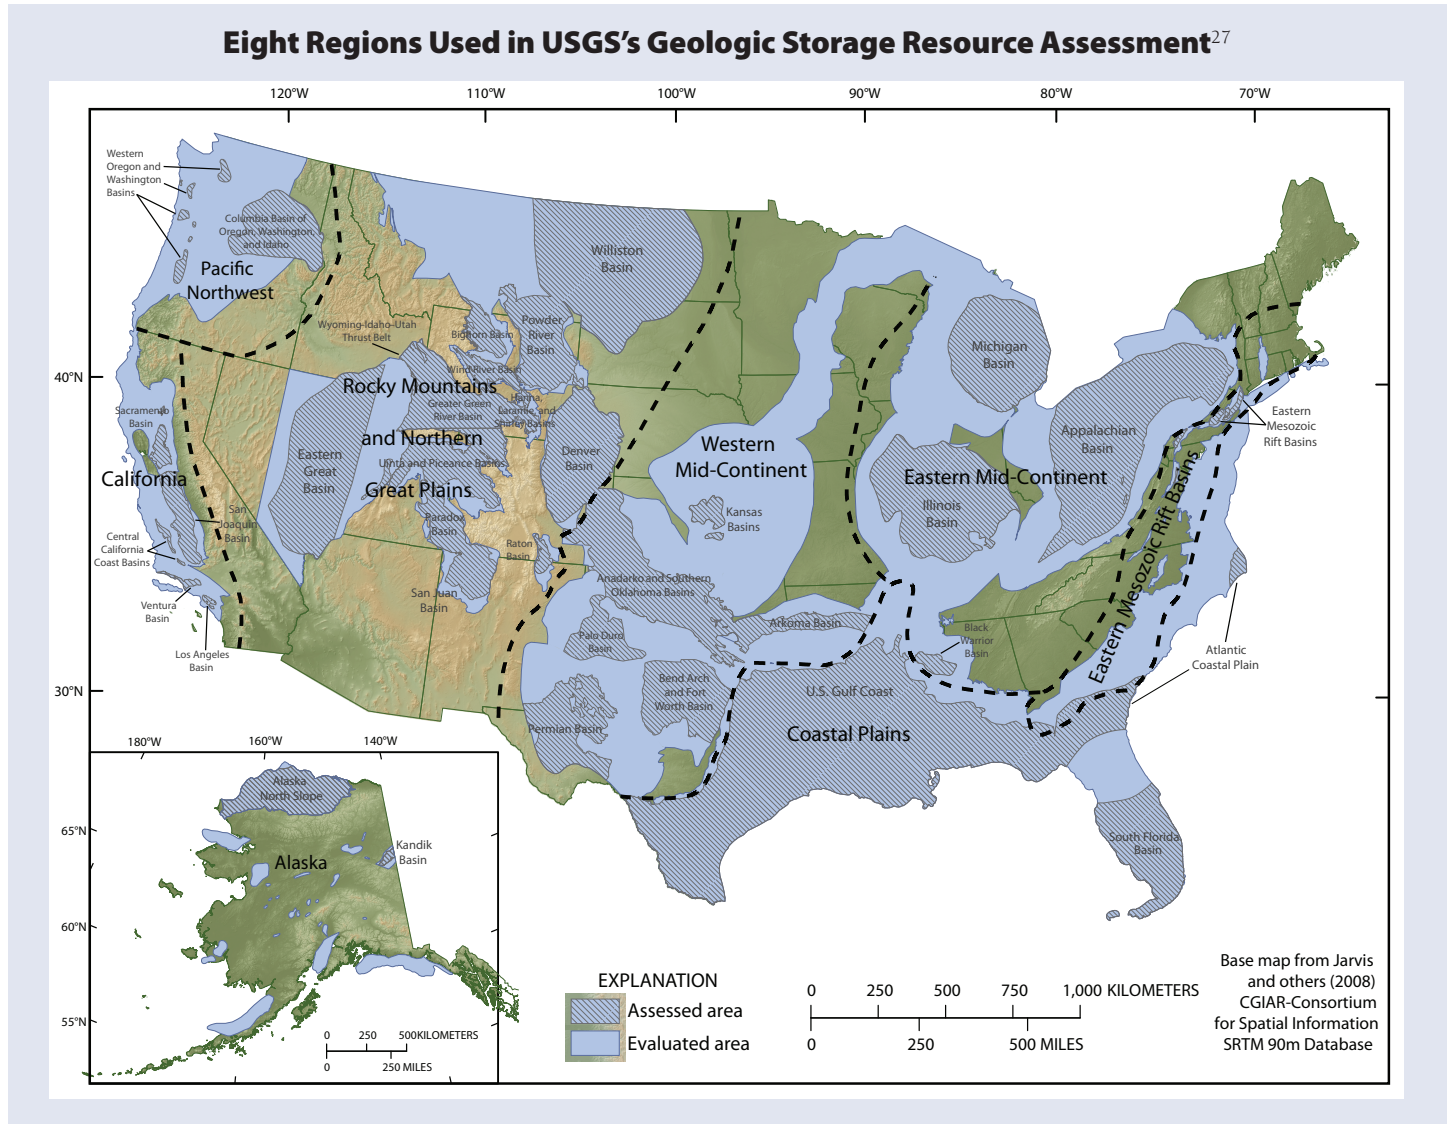 Eight Regions Used in USGS's Geologic Storage Resource Assessment27
120°W
110°W
100°W
90°W
80°W
70°W
40°N
30°N
Western
Oregon and
Washington
Basins
Columbia Basin of
Oregon, Washington,
and Idaho
Pacific
Northwest
Williston
Basin
Wyoming-Idaho-Utah
Thrust Belt
Bighorn Basin
Powder
River
Basin
Wind River Basin
Rocky Mountains
and Northern
Great Plains
Greater Green
River Basin
Hanna,
Laramie, and
Shirley Basins
Sacramento
Basin
Eastern
Great
Basin
Uinta and Piceance Basins
Denver
Basin
California
San
Joaquin
Basin
Paradox
Basin
Raton
Basin
San Juan
Basin
Central
California
Coast Basins
Ventura
Basin
Los Angeles
Basin
Western
Mid-Continent
Kansas
Basins
Anadarko and Southern
Oklahoma Basins
Arkoma Basin
Palo Duro
Basin
Bend Arch
and Fort
Worth Basin
Permian Basin
Michigan
Basin
Appalachian
Basin
Eastern Mid-Continent
Illinois
Basin
Eastern
Mesozoic
Rift Basins
Eastern Mesozoic Rift Basins
Black
Warrior
Basin
Atlantic
Coastal Plain
U.S. Gulf Coast
Coastal Plains
South Florida
Basin
180°W
160°W
140°W
65°N
60°N
55°N
Alaska
North Slope
Kandik
Basin
Alaska
0 250 500 KILOMETERS
0 250 MILES
EXPLANATION
Assessed area
Evaluated area
0 250 500 750 1,000 KILOMETERS
0 250 500 MILES
Base map from Jarvis
and others (2008)
CGIAR-Consortium
for Spatial Information
SRTM 90m Database